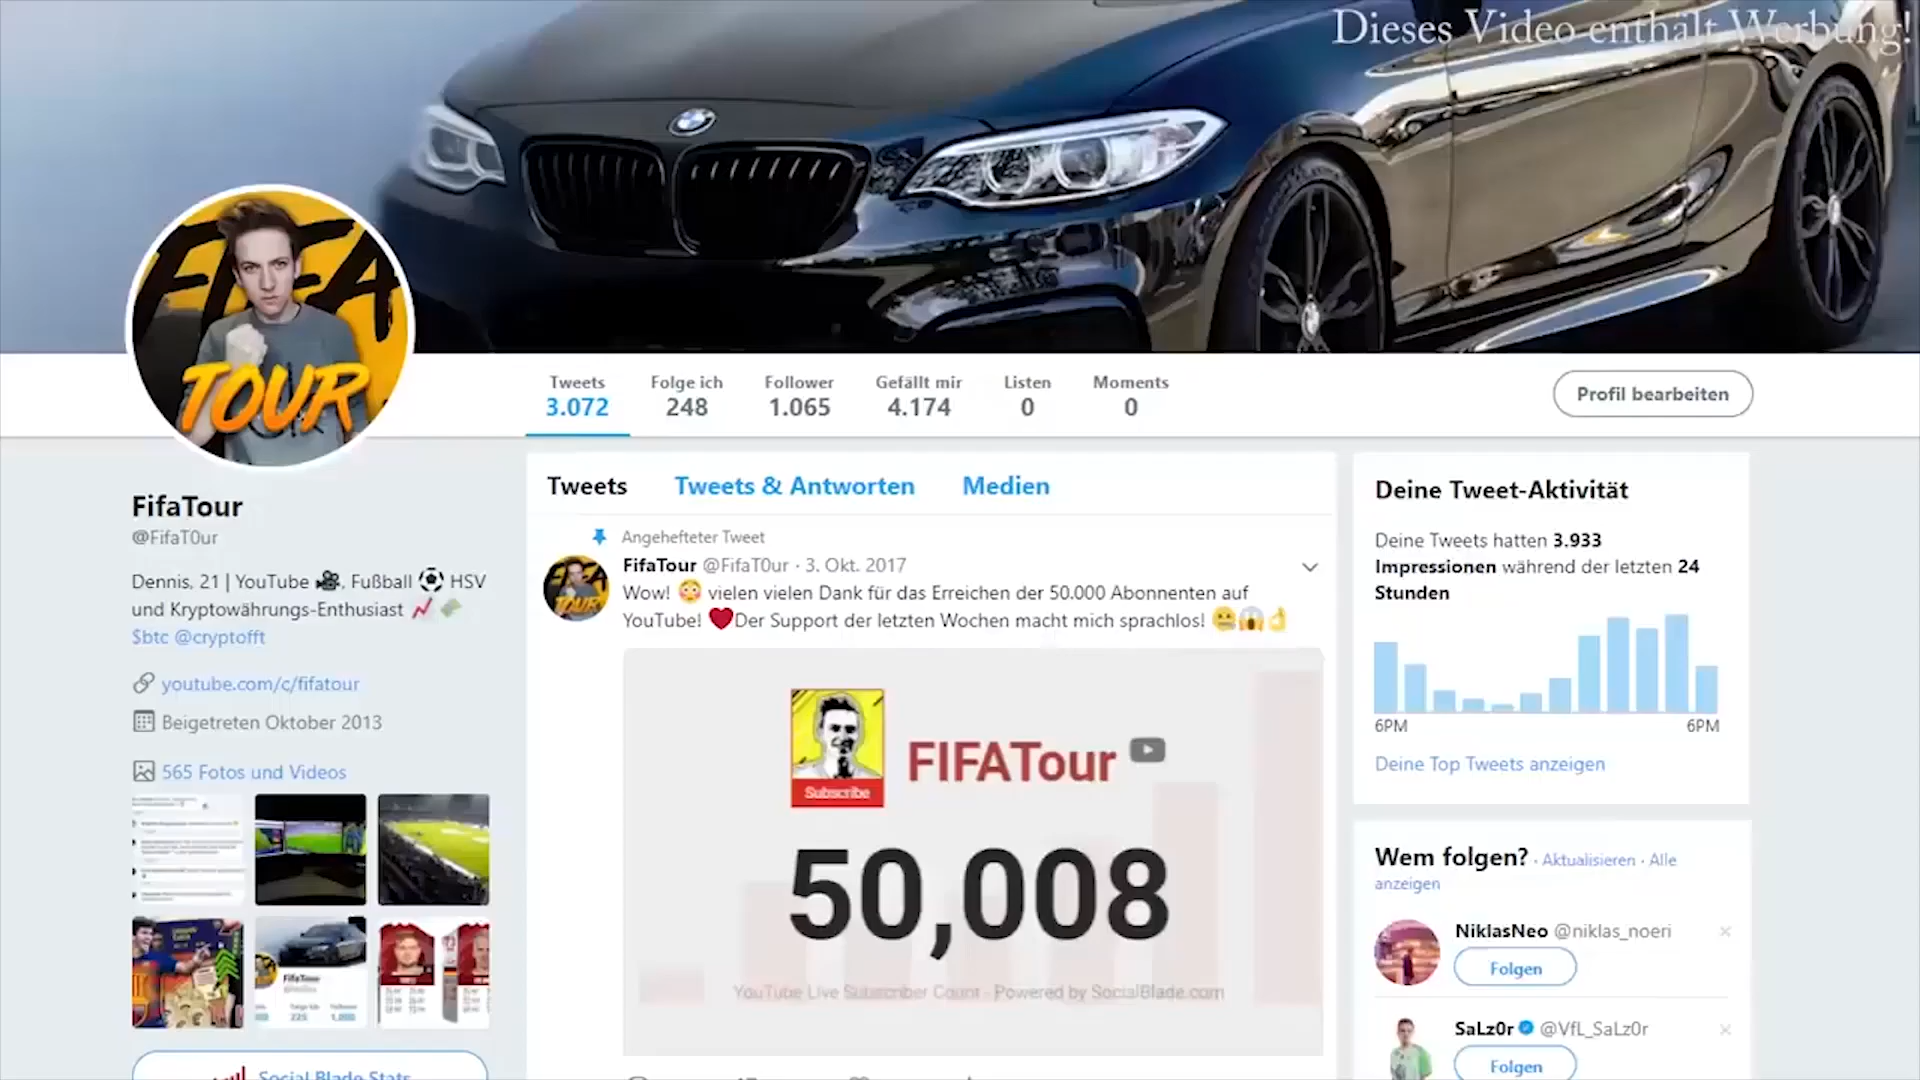 Dieses Video enthält Werbung!
FIFA
TOUR
Tweets
3.072
Folge ich
248
Follower
1.065
Gefällt mir
4.174
Listen
0
Moments
0
Profil bearbeiten
FifaTour
@FifaT0ur
Dennis, 21 | YouTube 🎥, Fußball ⚽ HSV
und Kryptowährungs-Enthusiast 📈 💸
$btc @cryptofft
youtube.com/c/fifatour
Beigetreten Oktober 2013
565 Fotos und Videos
Social Blade Stats
Tweets
Tweets & Antworten
Medien
Angehefteter Tweet
FifaTour @FifaT0ur · 3. Okt. 2017
Wow! 😳 vielen vielen Dank für das Erreichen der 50.000 Abonnenten auf
YouTube! ❤️Der Support der letzten Wochen macht mich sprachlos! 🤐😱👌
Subscribe
FIFATour
50,008
YouTube Live Subscriber Count - Powered by SocialBlade.com
Deine Tweet-Aktivität
Deine Tweets hatten 3.933
Impressionen während der letzten 24
Stunden
6PM
6PM
Deine Top Tweets anzeigen
Wem folgen? · Aktualisieren · Alle
anzeigen
NiklasNeo @niklas_noeri
Folgen
SaLz0r @VfL_SaLz0r
Folgen